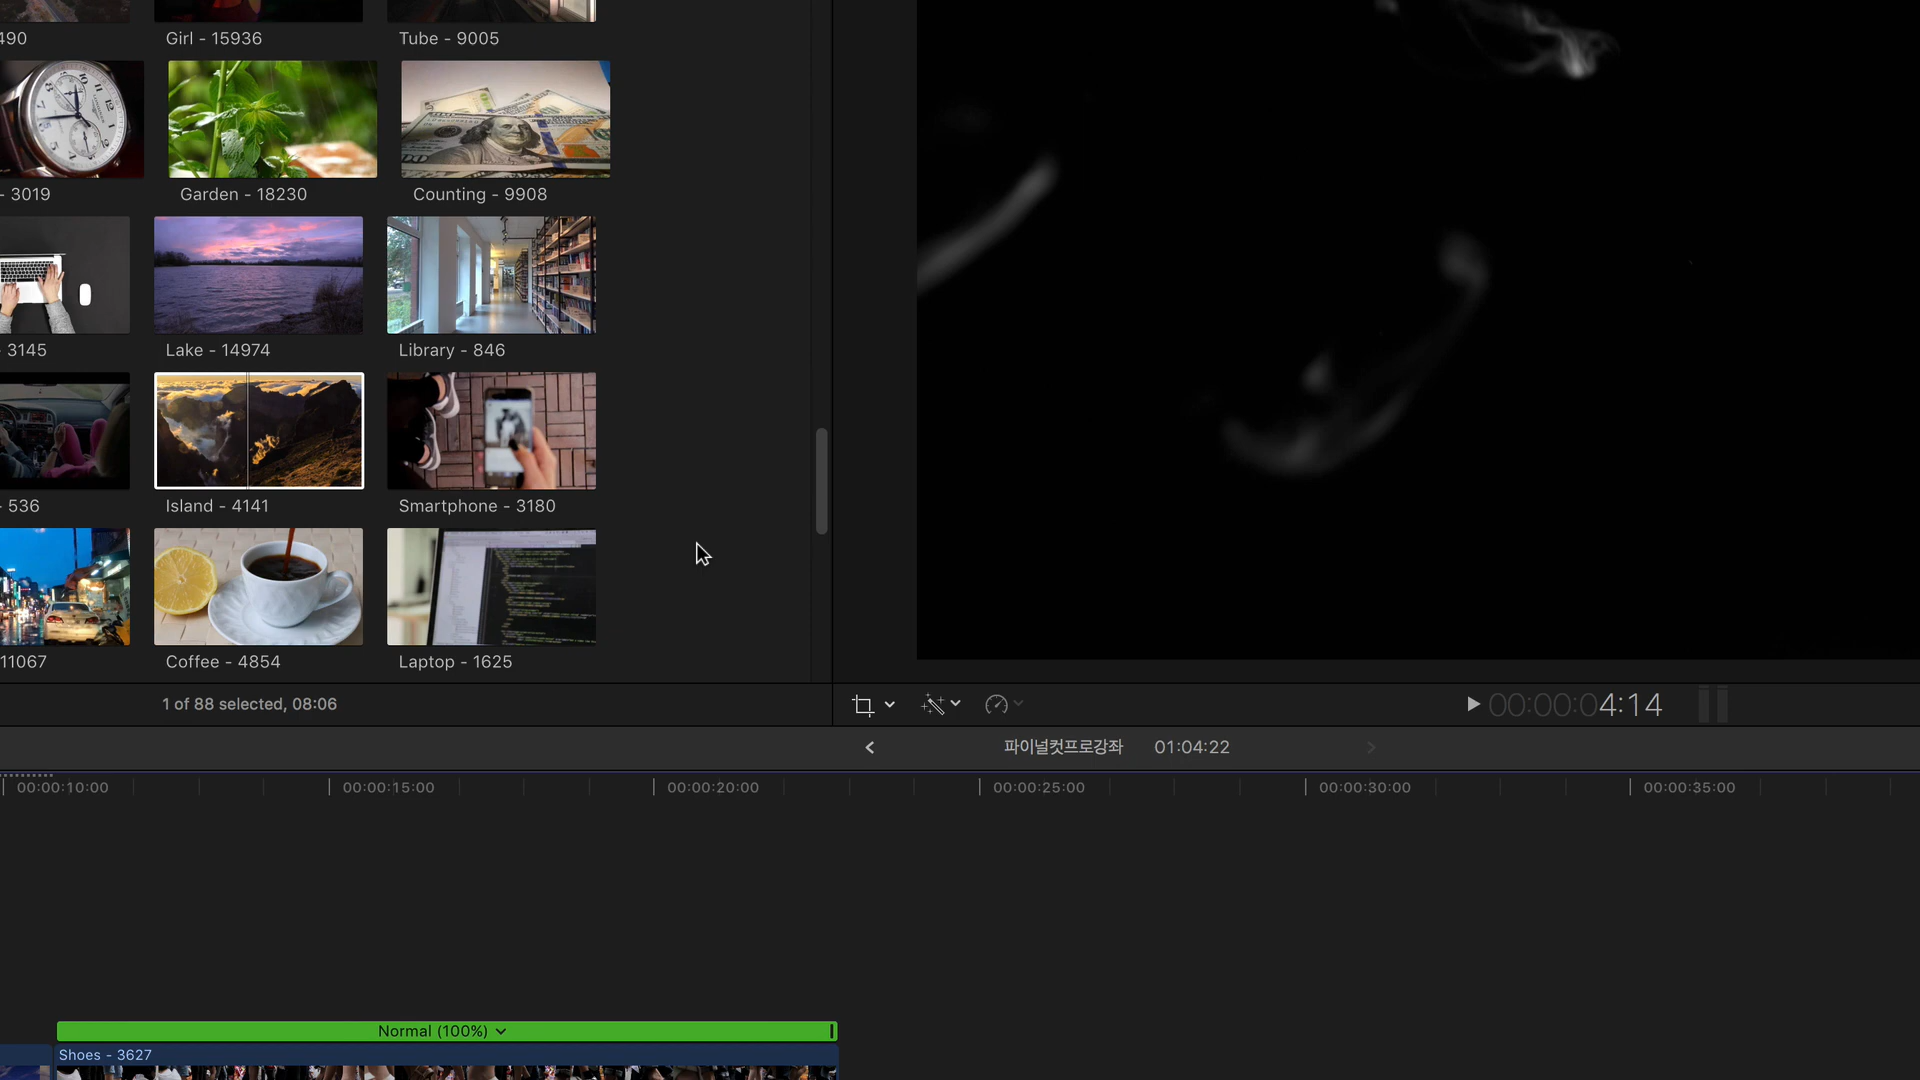 490
Girl - 15936
Tube - 9005
- 3019
Garden - 18230
Counting - 9908
- 3145
Lake - 14974
Library - 846
- 536
Island - 4141
Smartphone - 3180
11067
Coffee - 4854
Laptop - 1625
1 of 88 selected, 08:06
00:00:04:14
파이널컷프로강좌 01:04:22
00:00:10:00 00:00:15:00 00:00:20:00 00:00:25:00 00:00:30:00 00:00:35:00
Normal (100%)
Shoes - 3627